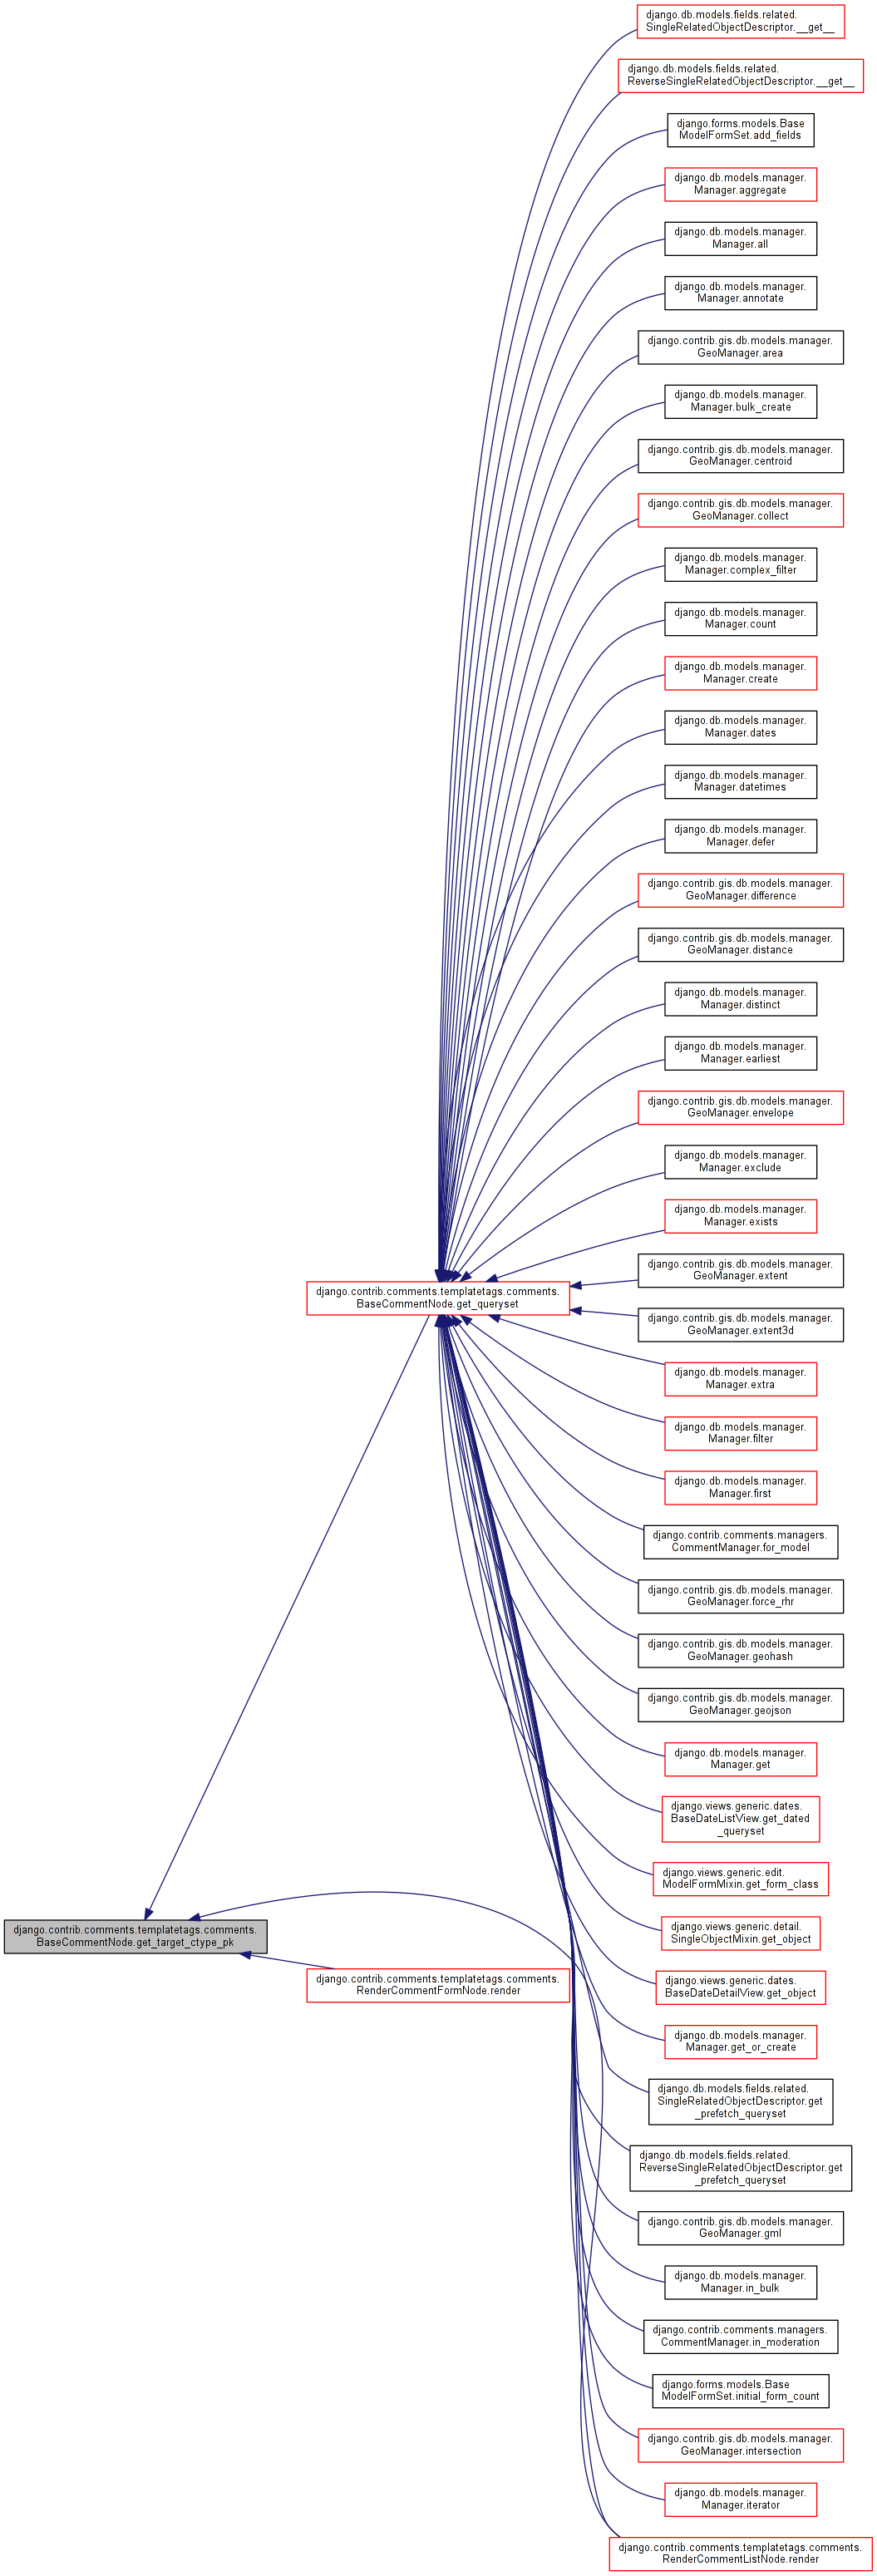 django.db.models.fields.related.
SingleRelatedObjectDescriptor.__get__
django.db.models.fields.related.
ReverseSingleRelatedObjectDescriptor.__get__
django.forms.models.Base
ModelFormSet.add_fields
django.db.models.manager.
Manager.aggregate
django.db.models.manager.
Manager.all
django.db.models.manager.
Manager.annotate
django.contrib.gis.db.models.manager.
GeoManager.area
django.db.models.manager.
Manager.bulk_create
django.contrib.gis.db.models.manager.
GeoManager.centroid
django.contrib.gis.db.models.manager.
GeoManager.collect
django.db.models.manager.
Manager.complex_filter
django.db.models.manager.
Manager.count
django.db.models.manager.
Manager.create
django.db.models.manager.
Manager.dates
django.db.models.manager.
Manager.datetimes
django.db.models.manager.
Manager.defer
django.contrib.gis.db.models.manager.
GeoManager.difference
django.contrib.gis.db.models.manager.
GeoManager.distance
django.db.models.manager.
Manager.distinct
django.db.models.manager.
Manager.earliest
django.contrib.gis.db.models.manager.
GeoManager.envelope
django.db.models.manager.
Manager.exclude
django.db.models.manager.
Manager.exists
django.contrib.gis.db.models.manager.
GeoManager.extent
django.contrib.comments.templatetags.comments.
BaseCommentNode.get_queryset
django.contrib.gis.db.models.manager.
GeoManager.extent3d
django.db.models.manager.
Manager.extra
django.db.models.manager.
Manager.filter
django.db.models.manager.
Manager.first
django.contrib.comments.managers.
CommentManager.for_model
django.contrib.gis.db.models.manager.
GeoManager.force_rhr
django.contrib.gis.db.models.manager.
GeoManager.geohash
django.contrib.gis.db.models.manager.
GeoManager.geojson
django.db.models.manager.
Manager.get
django.views.generic.dates.
BaseDateListView.get_dated
_queryset
django.views.generic.edit.
ModelFormMixin.get_form_class
django.views.generic.detail.
SingleObjectMixin.get_object
django.contrib.comments.templatetags.comments.
BaseCommentNode.get_target_ctype_pk
django.contrib.comments.templatetags.comments.
RenderCommentFormNode.render
django.views.generic.dates.
BaseDateDetailView.get_object
django.db.models.manager.
Manager.get_or_create
django.db.models.fields.related.
SingleRelatedObjectDescriptor.get
_prefetch_queryset
django.db.models.fields.related.
ReverseSingleRelatedObjectDescriptor.get
_prefetch_queryset
django.contrib.gis.db.models.manager.
GeoManager.gml
django.db.models.manager.
Manager.in_bulk
django.contrib.comments.managers.
CommentManager.in_moderation
django.forms.models.Base
ModelFormSet.initial_form_count
django.contrib.gis.db.models.manager.
GeoManager.intersection
django.db.models.manager.
Manager.iterator
django.contrib.comments.templatetags.comments.
RenderCommentListNode.render